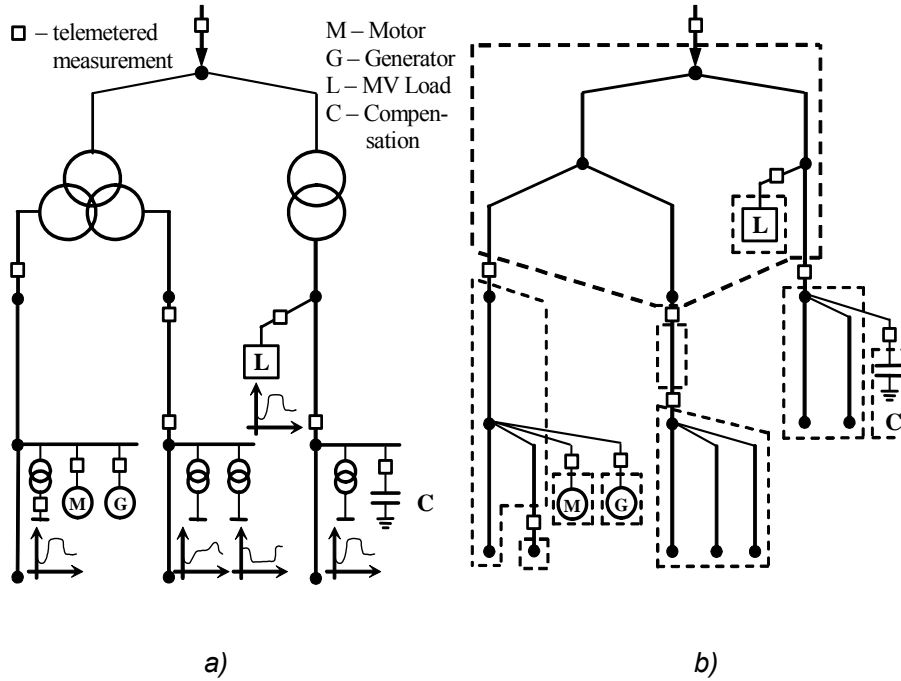 – telemetered
measurement
M – Motor
G – Generator
L – MV Load
C – Compen-
sation
L
M
G
C
L
M
G
C
a)
b)